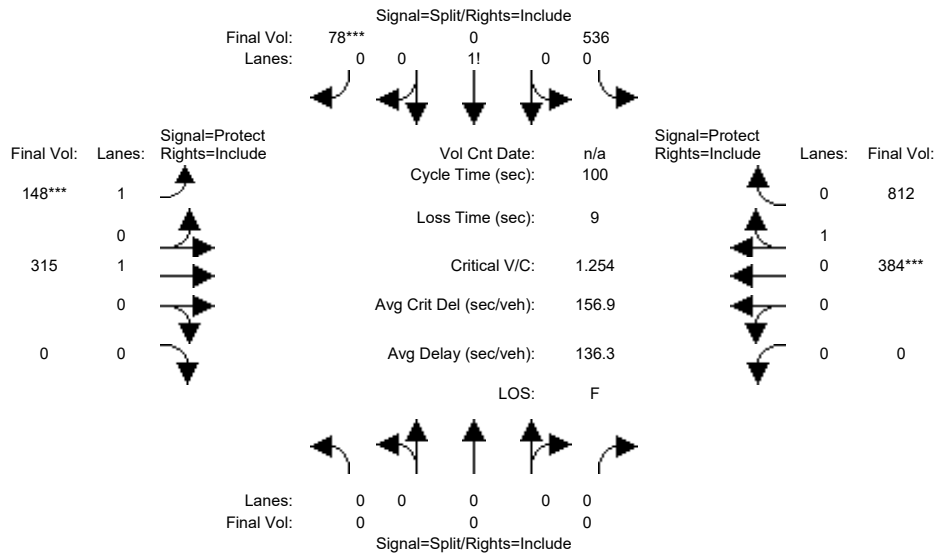 Signal=Split/Rights=Include
Final Vol: 78*** 0 536
Lanes: 0 0 1! 0 0
Signal=Protect
Final Vol: Lanes: Rights=Include
Vol Cnt Date: n/a
Signal=Protect
Rights=Include Lanes: Final Vol:
Cycle Time (sec): 100
148*** 1
0 812
Loss Time (sec): 9
0
1
315 1
Critical V/C: 1.254
0 384***
0
Avg Crit Del (sec/veh): 156.9
0
0 0
Avg Delay (sec/veh): 136.3
0 0
LOS: F
Lanes: 0 0 0 0 0
Final Vol: 0 0 0
Signal=Split/Rights=Include